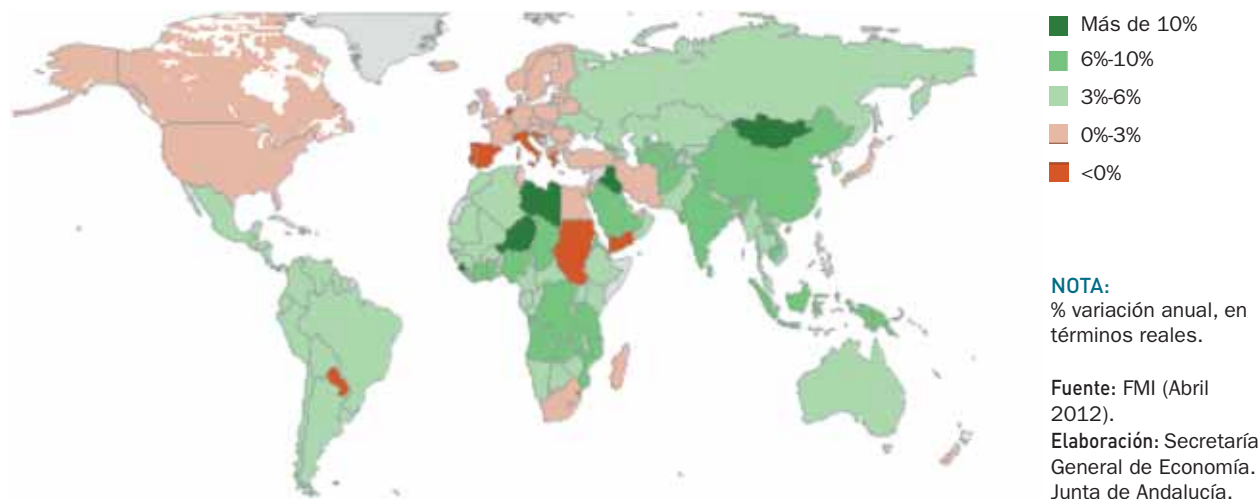 Más de 10%
6%-10%
3%-6%
0%-3%
<0%
NOTA:
% variación anual, en
términos reales.
Fuente: FMI (Abril
2012).
Elaboración: Secretaría
General de Economía.
Junta de Andalucía.